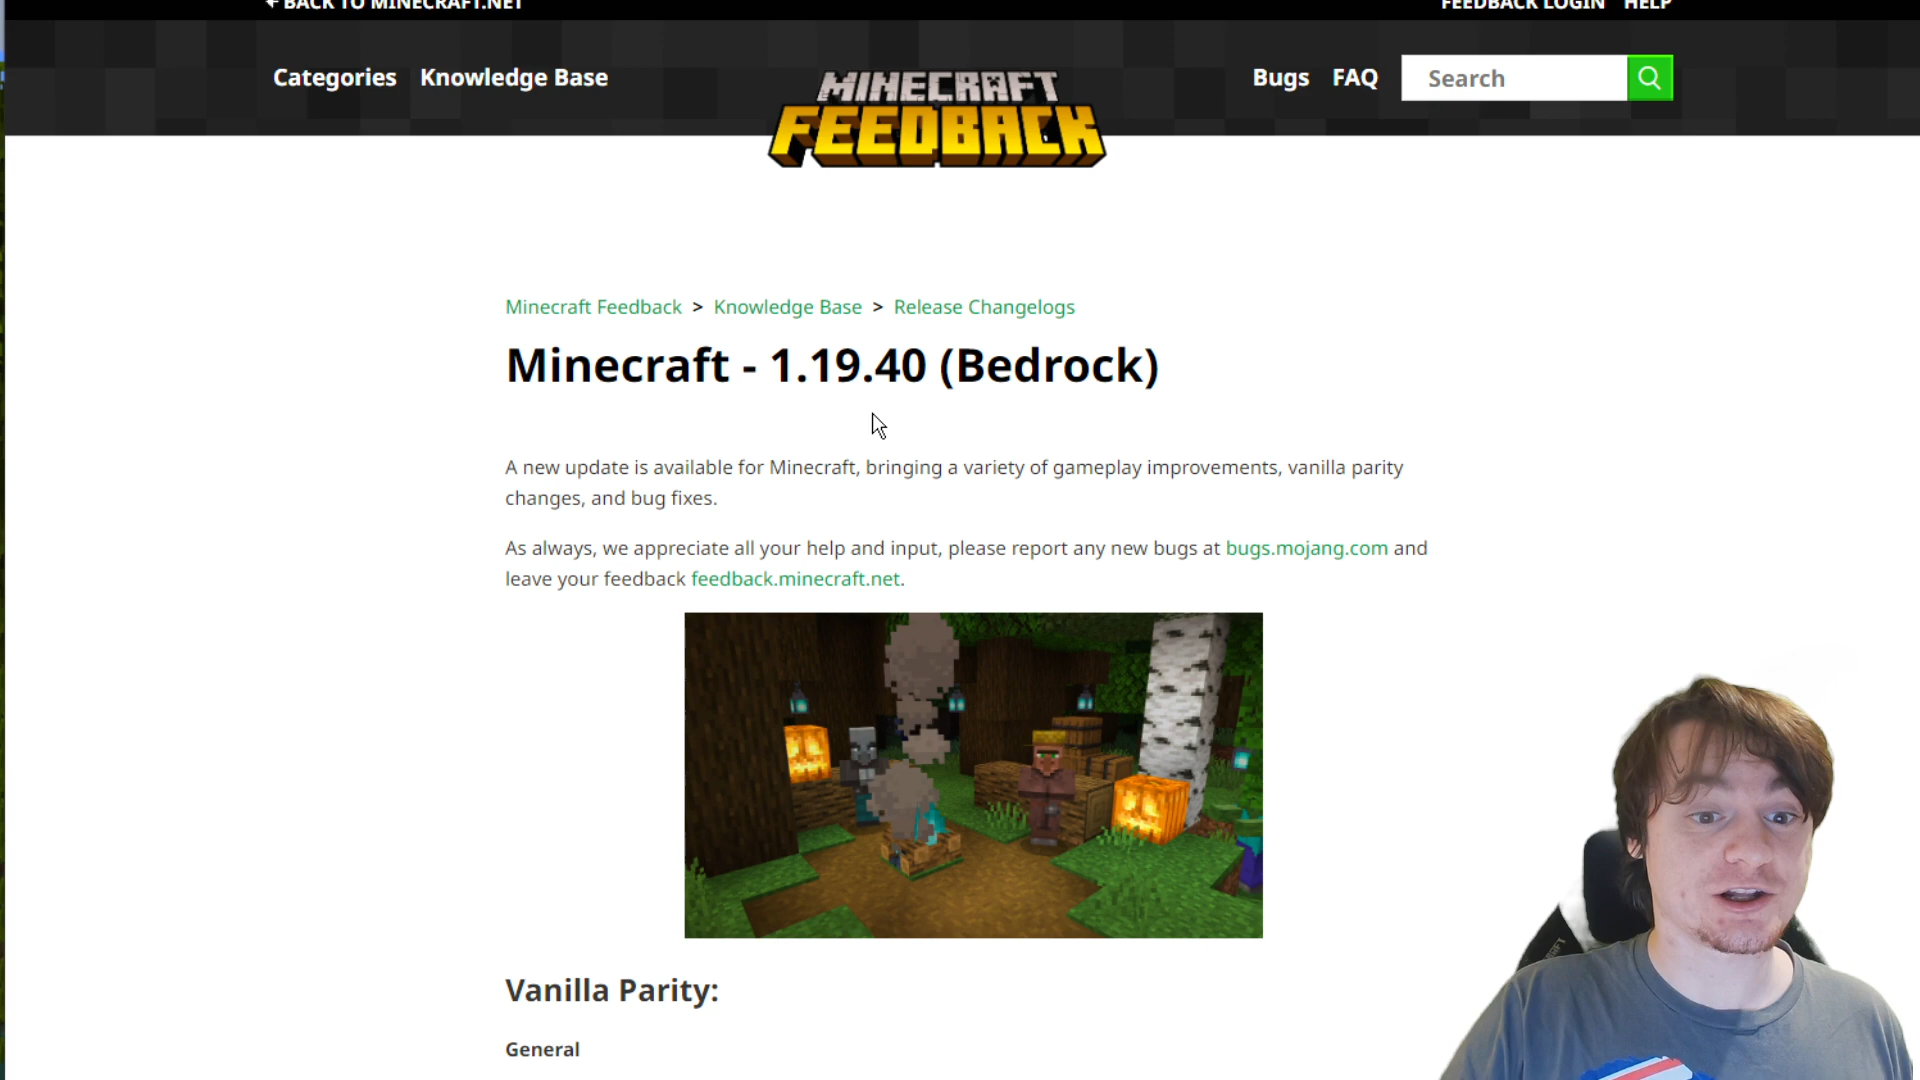 ← BACK TO MINECRAFT.NET
FEEDBACK LOGIN HELP
Categories Knowledge Base
MINECRAFT
FEEDBACK
Bugs FAQ Search
Minecraft Feedback > Knowledge Base > Release Changelogs
Minecraft - 1.19.40 (Bedrock)
A new update is available for Minecraft, bringing a variety of gameplay improvements, vanilla parity
changes, and bug fixes.
As always, we appreciate all your help and input, please report any new bugs at bugs.mojang.com and
leave your feedback feedback.minecraft.net.
Vanilla Parity:
General